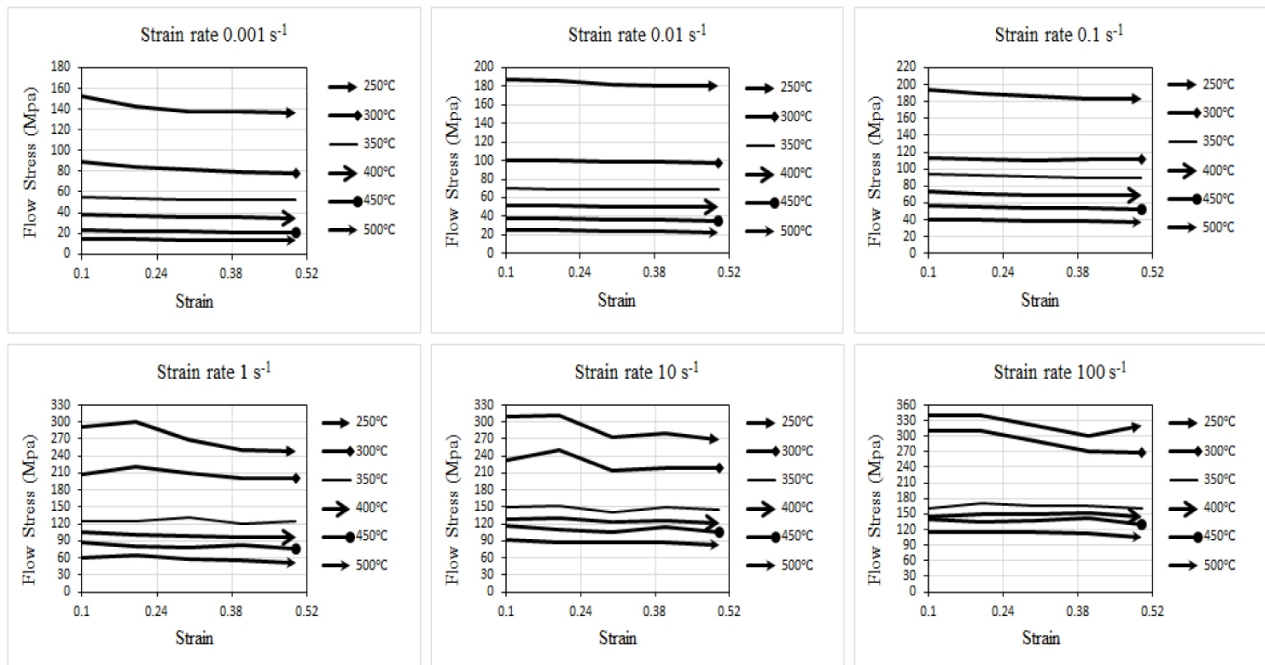 Strain rate 0.001 s-1
Flow Stress (Mpa)
180
160
140
120
100
80
60
40
20
0
0.1 0.24 0.38 0.52
Strain
250°C
300°C
350°C
400°C
450°C
500°C
Strain rate 0.01 s-1
Flow Stress (Mpa)
200
180
160
140
120
100
80
60
40
20
0
0.1 0.24 0.38 0.52
Strain
250°C
300°C
350°C
400°C
450°C
500°C
Strain rate 0.1 s-1
Flow Stress (Mpa)
220
200
180
160
140
120
100
80
60
40
20
0
0.1 0.24 0.38 0.52
Strain
250°C
300°C
350°C
400°C
450°C
500°C
Strain rate 1 s-1
Flow Stress (Mpa)
330
300
270
240
210
180
150
120
90
60
30
0
0.1 0.24 0.38 0.52
Strain
250°C
300°C
350°C
400°C
450°C
500°C
Strain rate 10 s-1
Flow Stress (Mpa)
330
300
270
240
210
180
150
120
90
60
30
0
0.1 0.24 0.38 0.52
Strain
250°C
300°C
350°C
400°C
450°C
500°C
Strain rate 100 s-1
Flow Stress (Mpa)
360
330
300
270
240
210
180
150
120
90
60
30
0
0.1 0.24 0.38 0.52
Strain
250°C
300°C
350°C
400°C
450°C
500°C